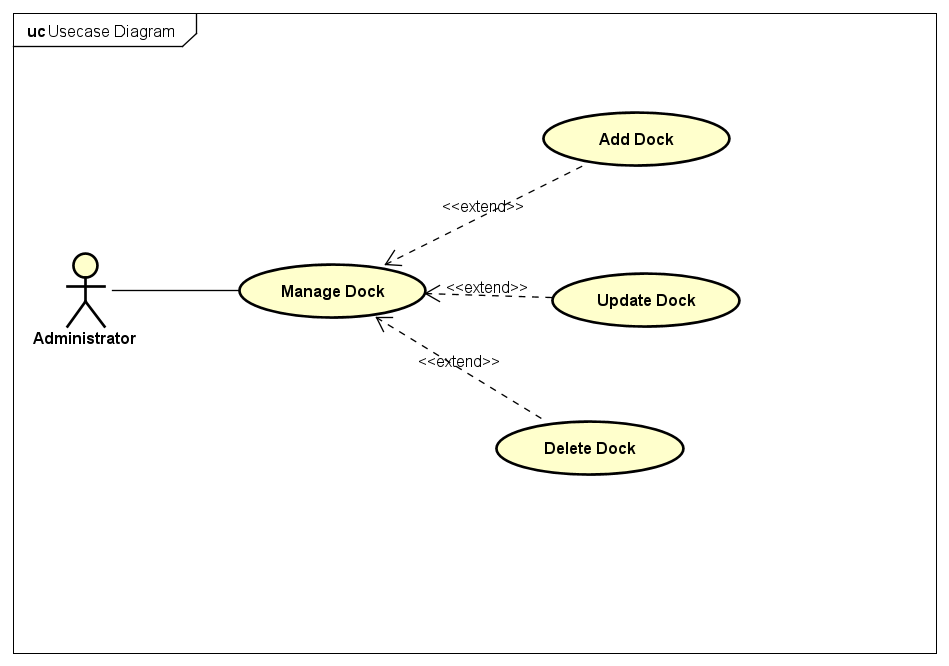 uc Usecase Diagram
Add Dock
<<extend>>
Manage Dock
<<extend>>
Update Dock
Administrator
<<extend>>
Delete Dock